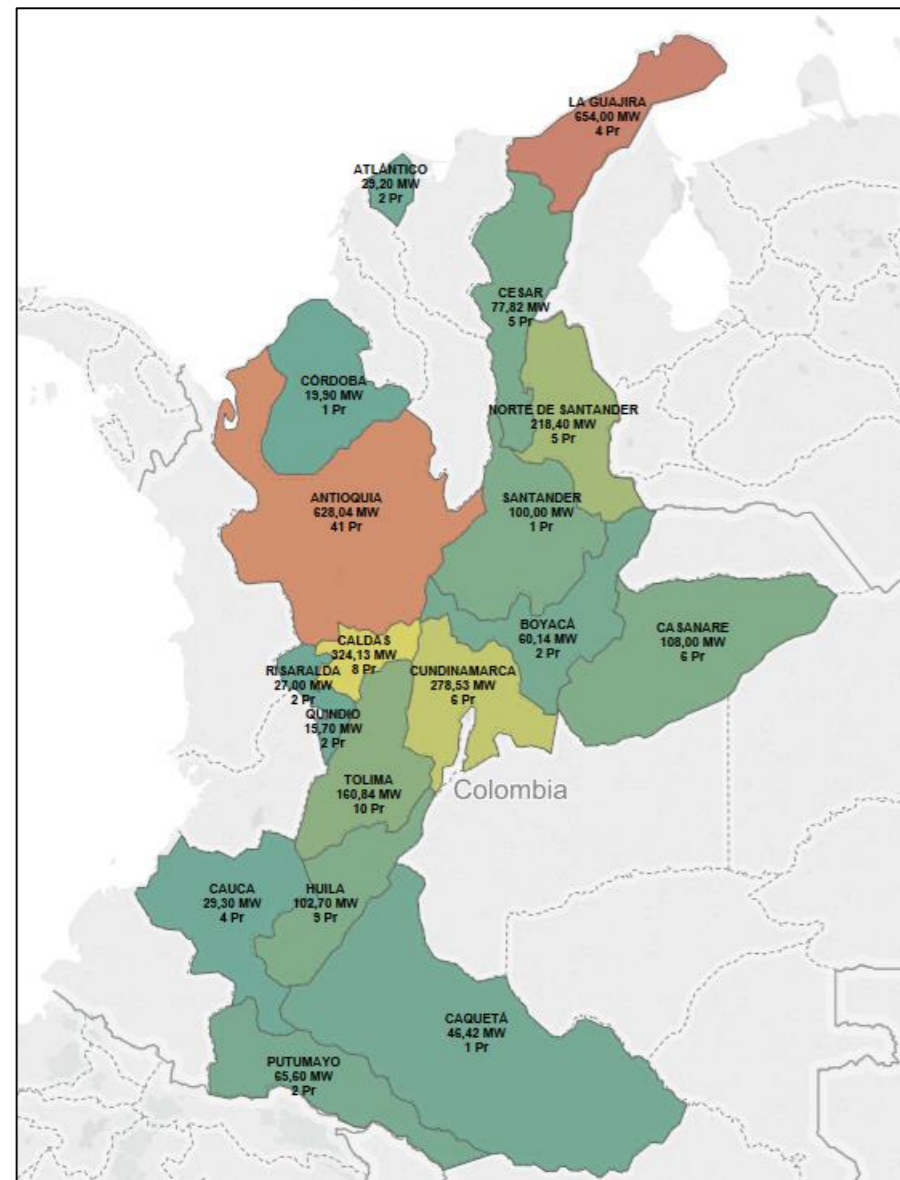 LA GUAJIRA
654,00 MW
4 Pr
ATLÁNTICO
29,20 MW
2 Pr
CESAR
77,82 MW
5 Pr
CÓRDOBA
19,90 MW
1 Pr
NORTE DE SANTANDER
218,40 MW
5 Pr
ANTIOQUIA
628,04 MW
41 Pr
SANTANDER
100,00 MW
1 Pr
BOYACÁ
60,14 MW
2 Pr
CASANARE
108,00 MW
6 Pr
CALDAS
324,13 MW
8 Pr
CUNDINAMARCA
278,53 MW
6 Pr
RISARALDA
27,00 MW
2 Pr
QUINDIO
15,70 MW
2 Pr
TOLIMA
160,84 MW
10 Pr
Colombia
CAUCA
29,30 MW
4 Pr
HUILA
102,70 MW
9 Pr
CAQUETÁ
46,42 MW
1 Pr
PUTUMAYO
65,60 MW
2 Pr